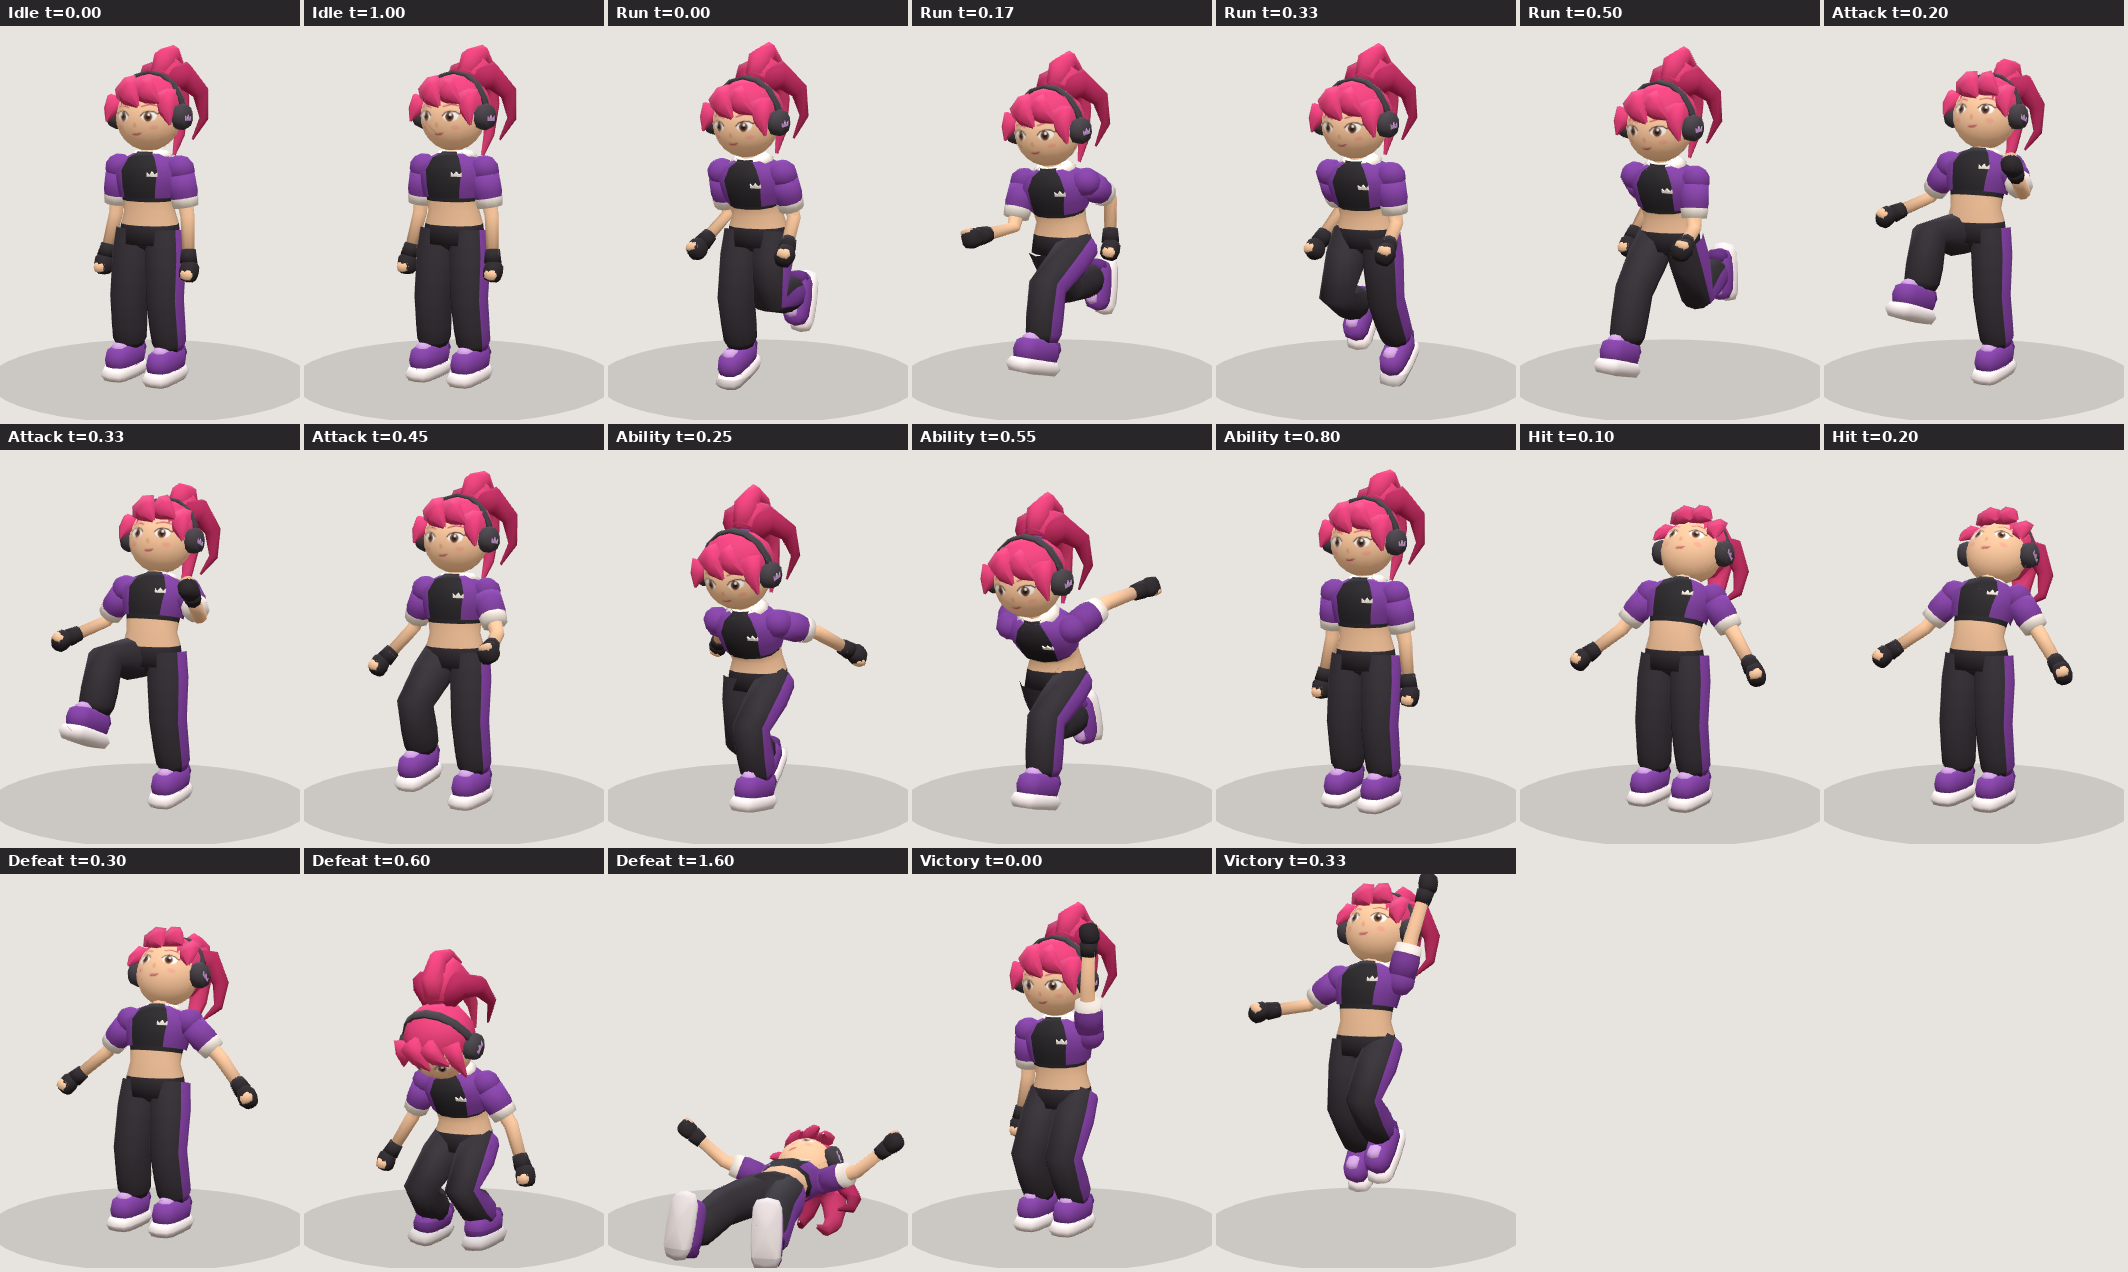 Idle t=0.00
Idle t=1.00
Run t=0.00
Run t=0.17
Run t=0.33
Run t=0.50
Attack t=0.20
Attack t=0.33
Attack t=0.45
Ability t=0.25
Ability t=0.55
Ability t=0.80
Hit t=0.10
Hit t=0.20
Defeat t=0.30
Defeat t=0.60
Defeat t=1.60
Victory t=0.00
Victory t=0.33